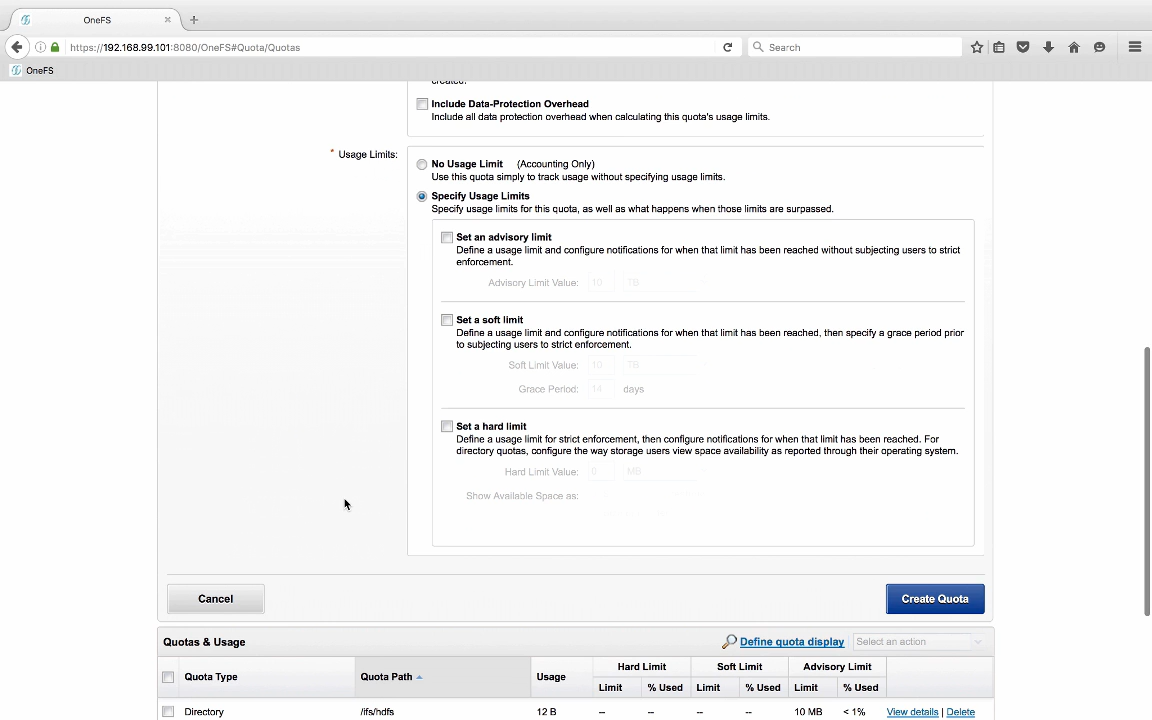 OneFS
https://192.168.99.101:8080/OneFS#Quota/Quotas
Search
OneFS
created.
Include Data-Protection Overhead
Include all data protection overhead when calculating this quota's usage limits.
* Usage Limits:
No Usage Limit (Accounting Only)
Use this quota simply to track usage without specifying usage limits.
Specify Usage Limits
Specify usage limits for this quota, as well as what happens when those limits are surpassed.
Set an advisory limit
Define a usage limit and configure notifications for when that limit has been reached without subjecting users to strict
enforcement.
Advisory Limit Value: 10 TB
Set a soft limit
Define a usage limit and configure notifications for when that limit has been reached, then specify a grace period prior
to subjecting users to strict enforcement.
Soft Limit Value: 10 TB
Grace Period: 14 days
Set a hard limit
Define a usage limit for strict enforcement, then configure notifications for when that limit has been reached. For
directory quotas, configure the way storage users view space availability as reported through their operating system.
Hard Limit Value: 0 MB
Show Available Space as:
Cancel
Create Quota
Quotas & Usage
Define quota display
Select an action
Hard Limit Soft Limit Advisory Limit
Quota Type Quota Path Usage
Limit % Used Limit % Used Limit % Used
Directory /ifs/hdfs 12 B -- -- -- -- 10 MB < 1% View details | Delete